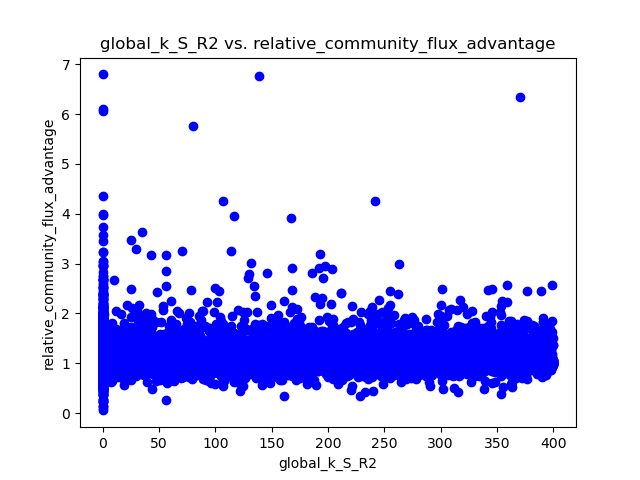 global_k_S_R2 vs. relative_community_flux_advantage
relative_community_flux_advantage
7
6
5
4
3
2
1
0
0 50 100 150 200 250 300 350 400
global_k_S_R2